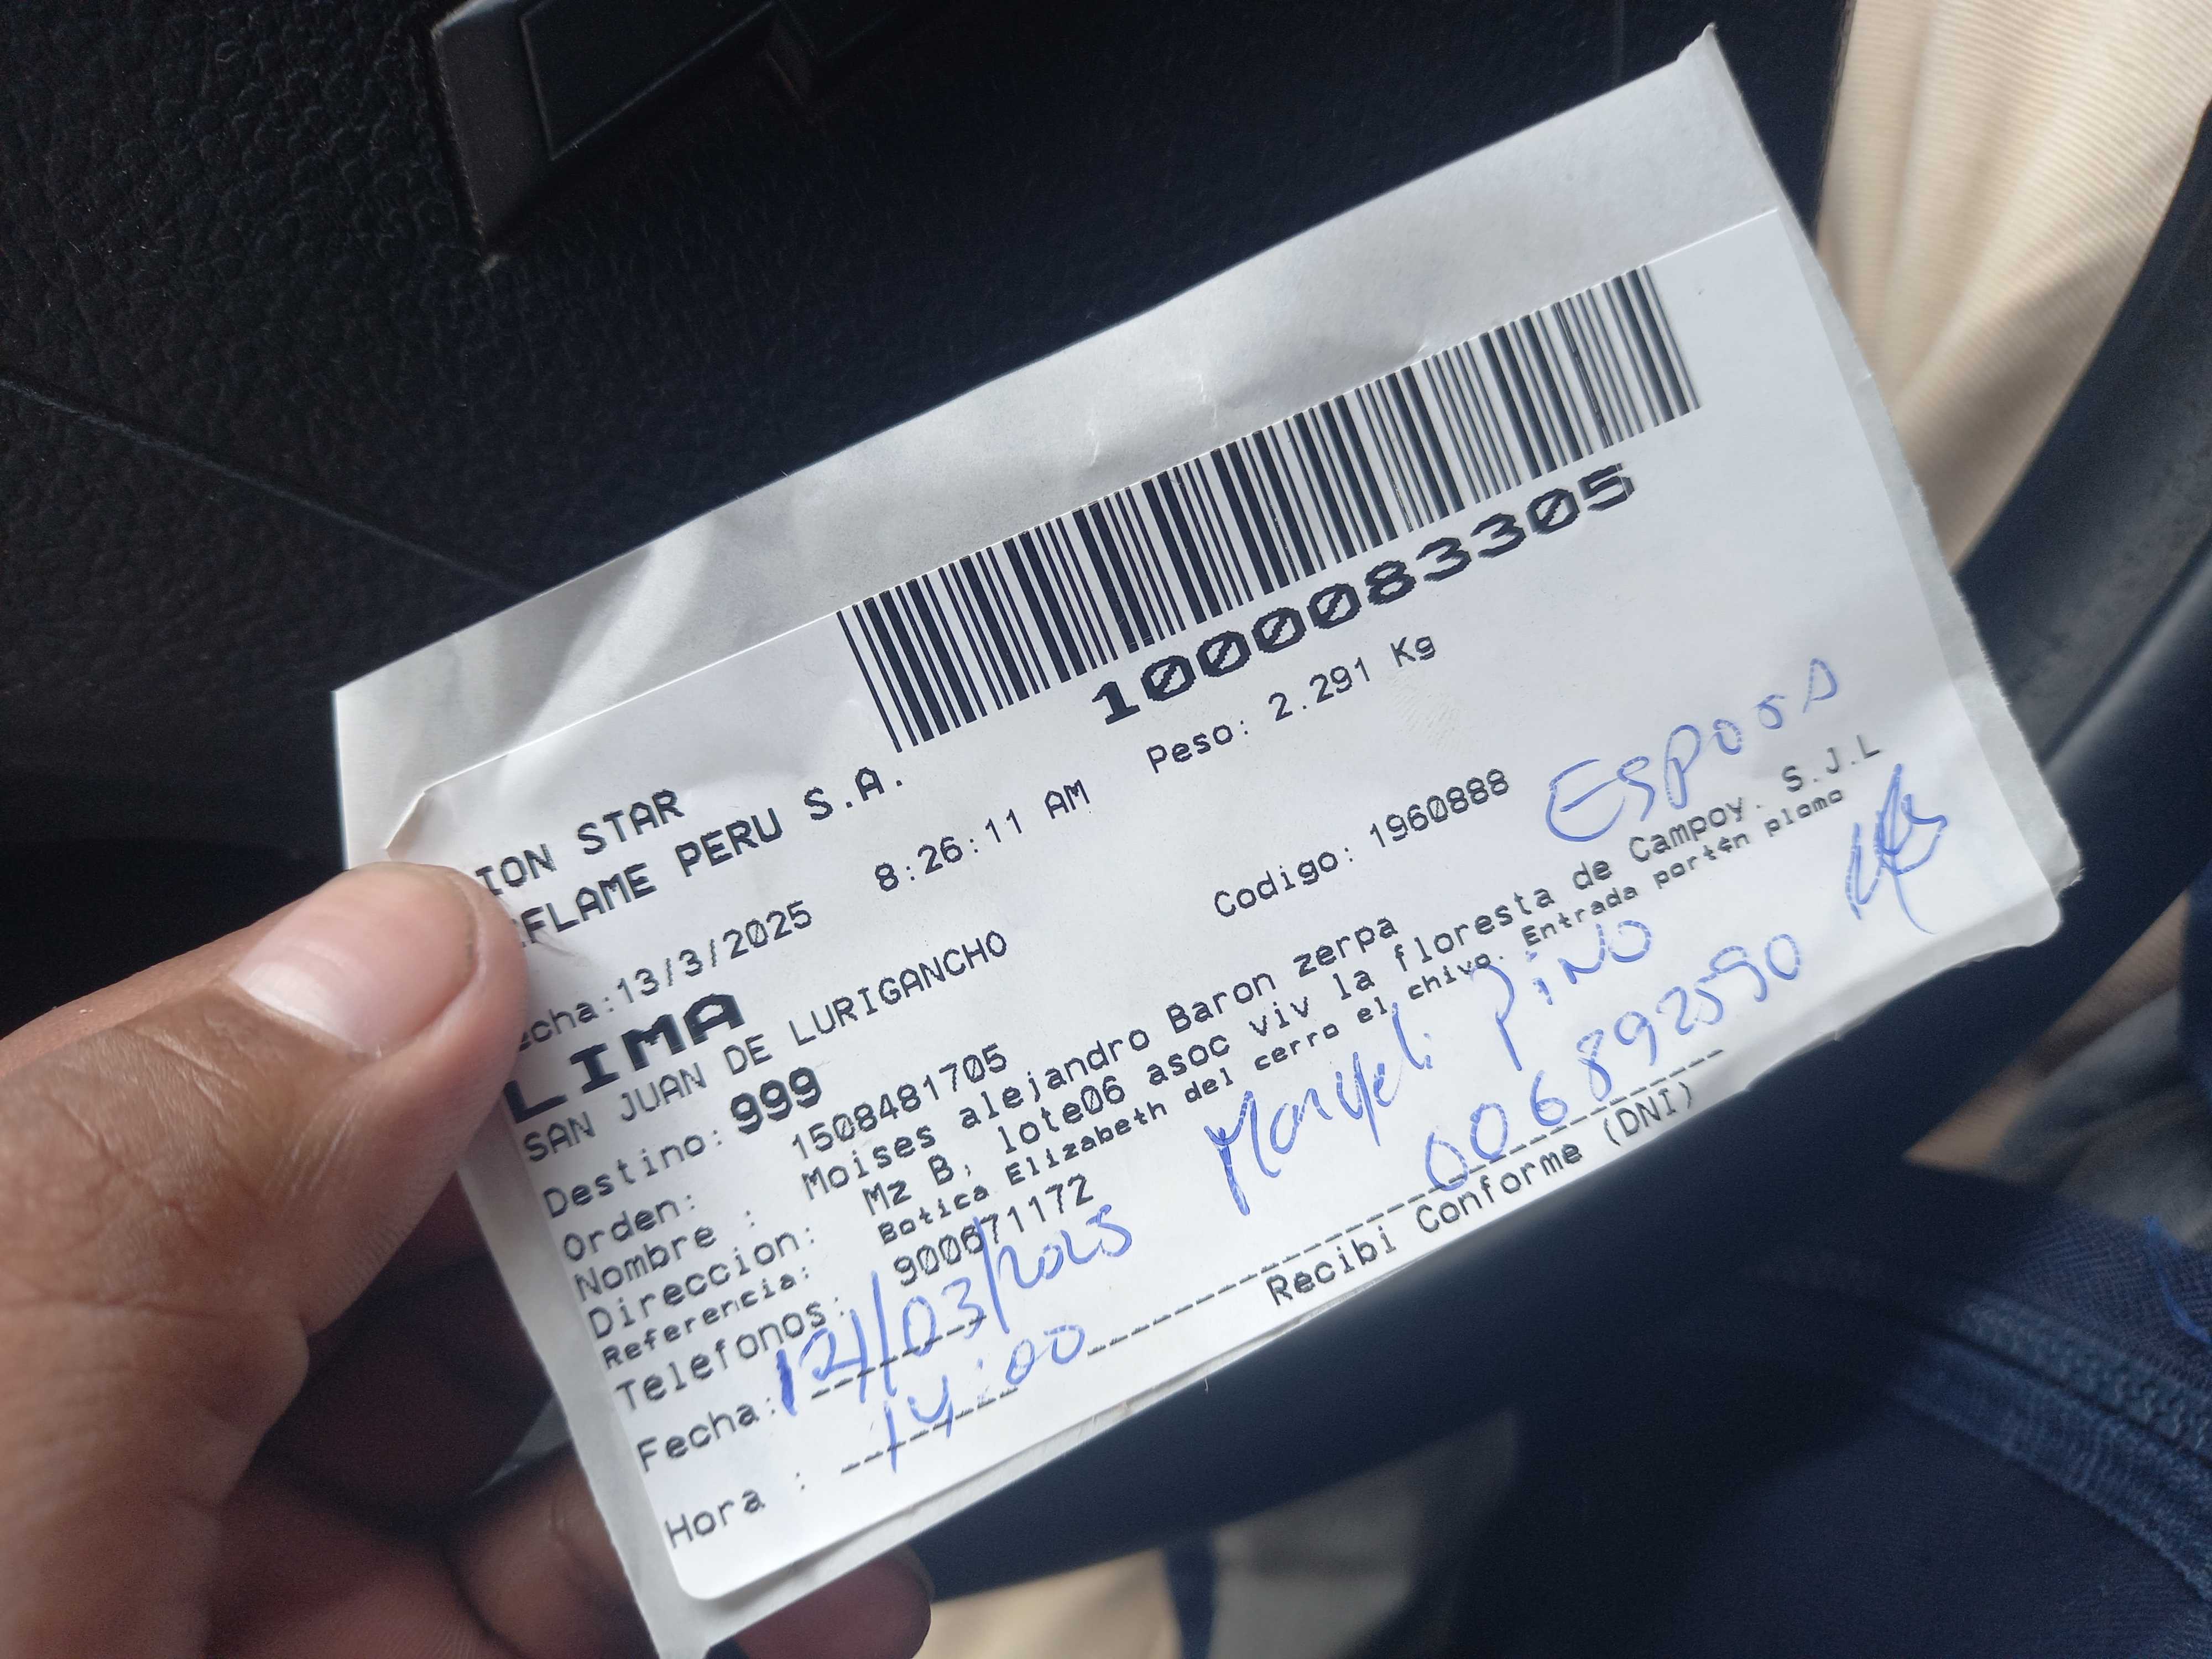 1000083305
ION STAR
FLAME PERU S.A.
echa:13/3/2025 8:26:11 AM Peso: 2.291 Kg
LIMA
SAN JUAN DE LURIGANCHO
Destino: 999 Codigo: 1960888
Esposa
Orden: 1508481705
Nombre : Moises alejandro Baron zerpa
Direccion: Mz B, lote06 asoc viv la floresta de Campoy. S.J.L
Referencia: Botica Elizabeth del cerro el chivo. Entrada portón plomo
Telefonos: 900671172
Pino
Fecha: 14/03/2025
006892590
Hora : 14:00
Recibi Conforme (DNI)